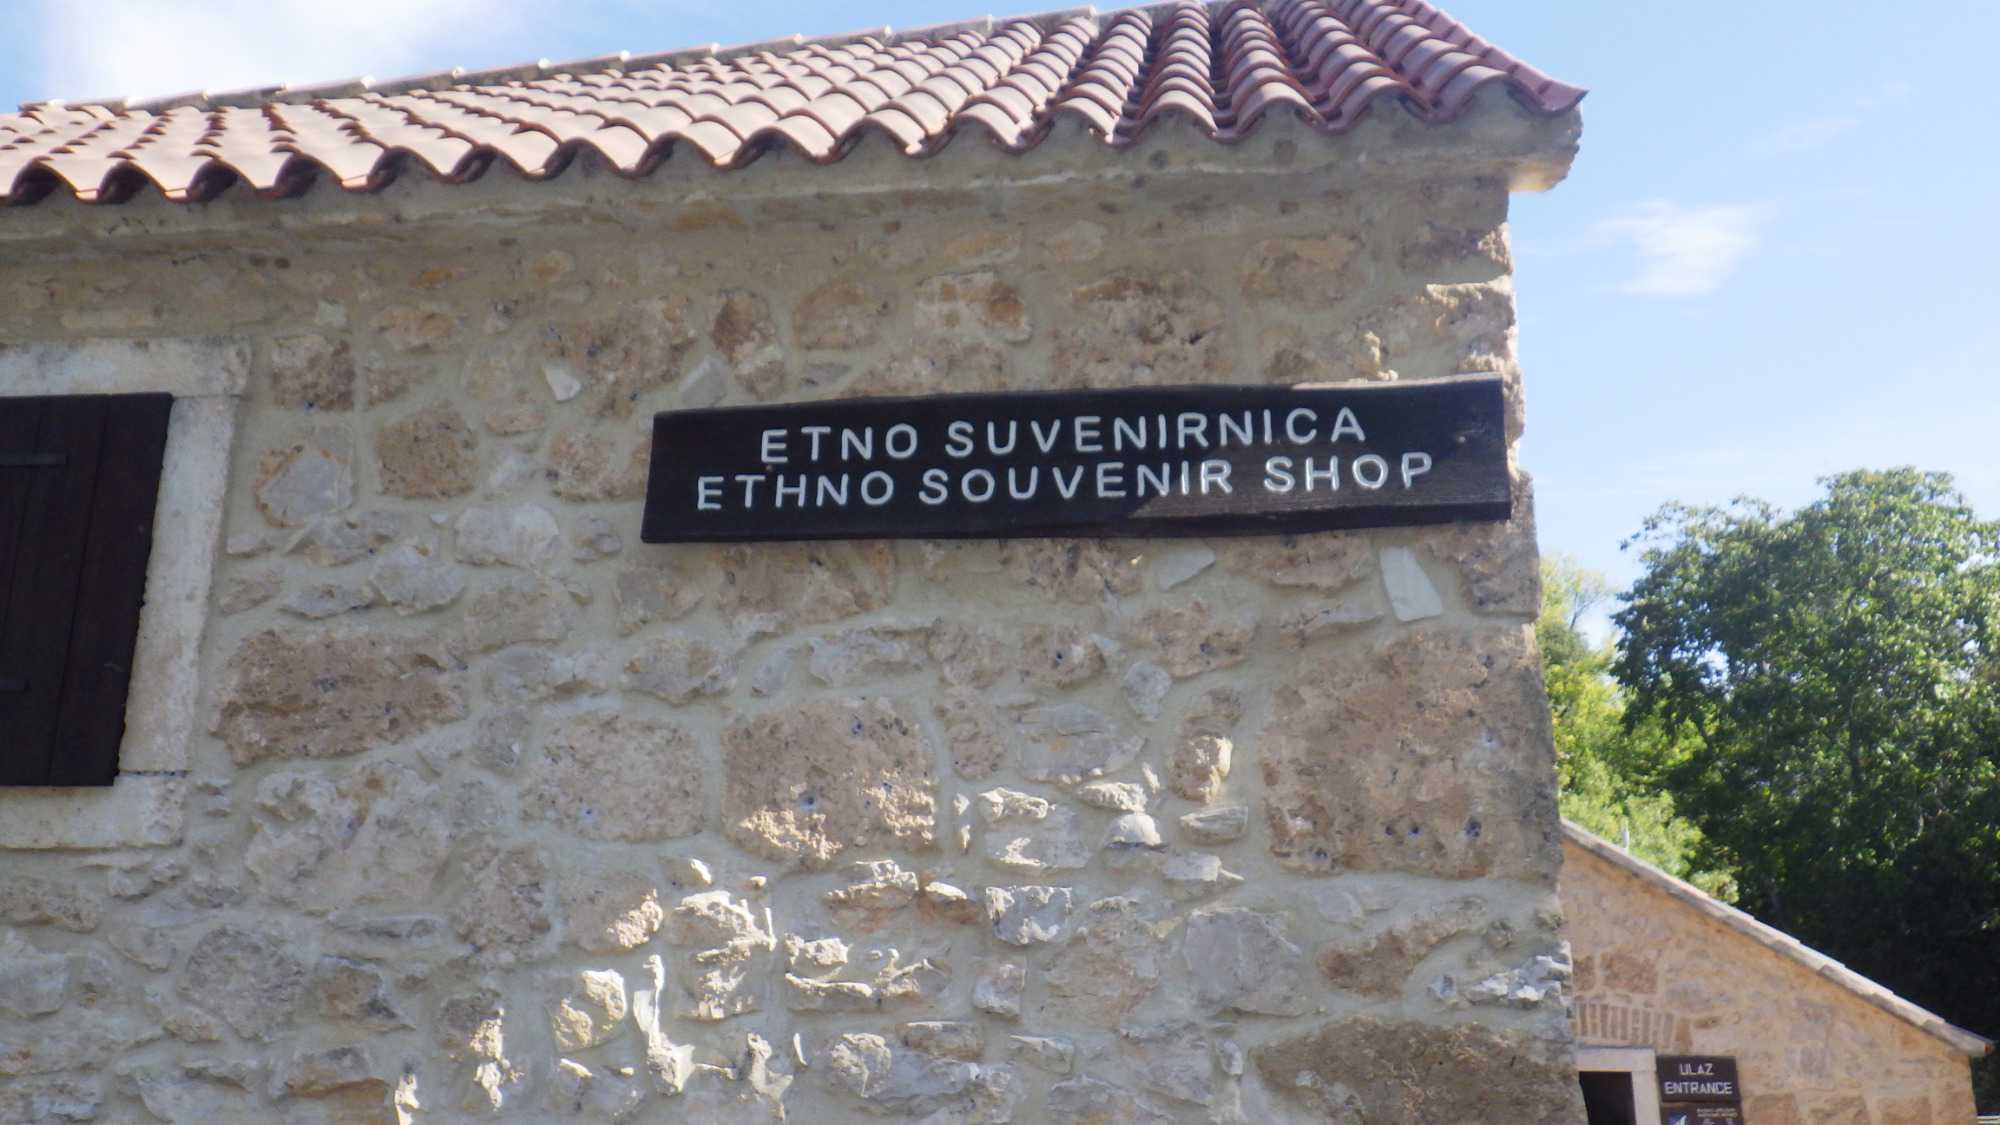 ETNO SUVENIRNICA
ETHNO SOUVENIR SHOP
ULAZ
ENTRANCE